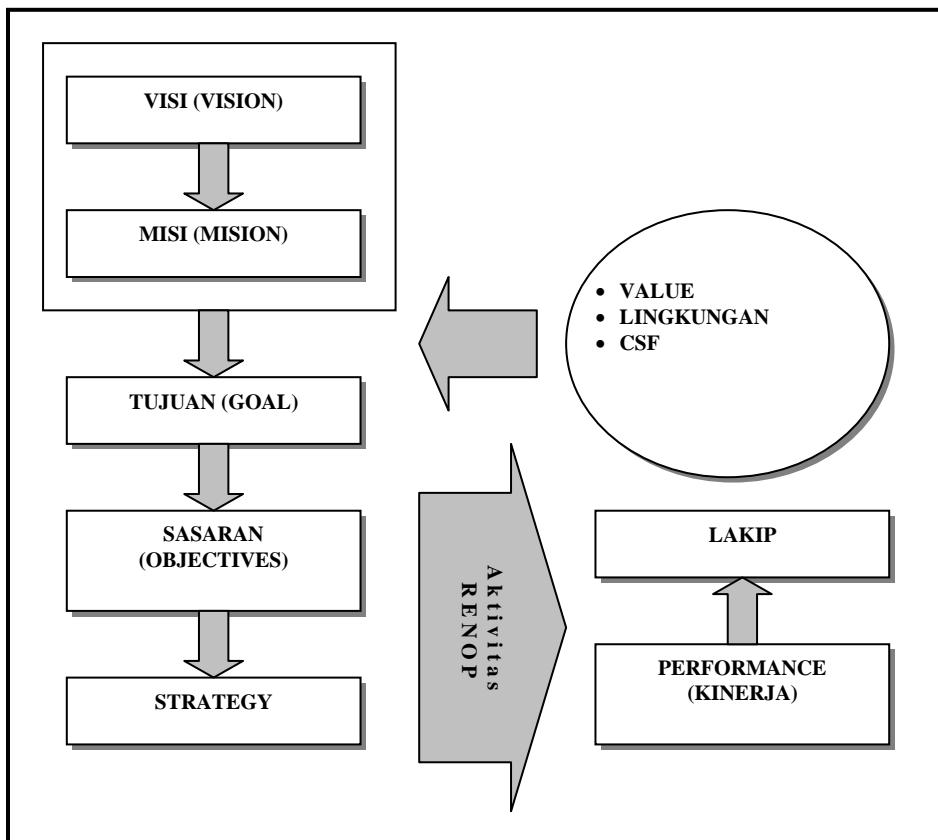 VISI (VISION)
MISI (MISION)
TUJUAN (GOAL)
SASARAN
(OBJECTIVES)
STRATEGY
• VALUE
• LINGKUNGAN
• CSF
Aktivitas
RENOP
LAKIP
PERFORMANCE
(KINERJA)